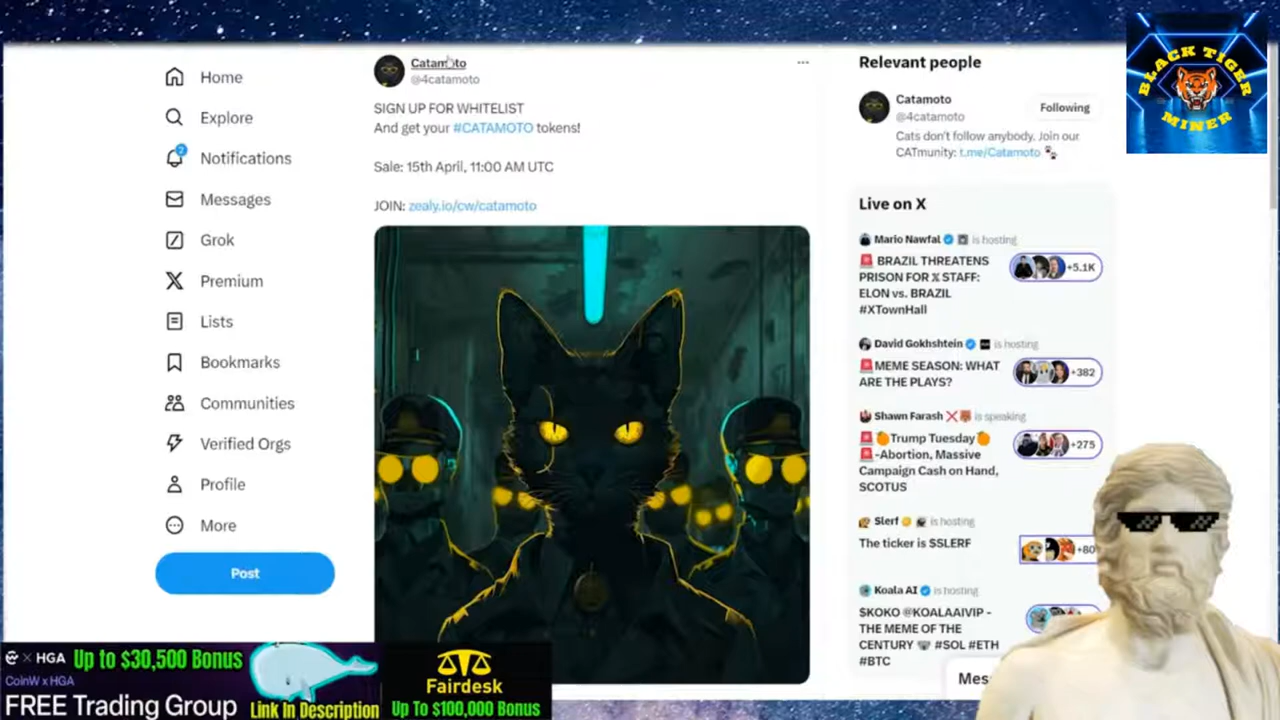 Home
Explore
2
Notifications
Messages
Grok
Premium
Lists
Bookmarks
Communities
Verified Orgs
Profile
More
Post
Catamoto
@4catamoto
SIGN UP FOR WHITELIST
And get your #CATAMOTO tokens!
Sale: 15th April, 11:00 AM UTC
JOIN: zealy.io/cw/catamoto
Relevant people
Catamoto
@4catamoto
Following
Cats don't follow anybody. Join our
CATmunity: t.me/Catamoto
Live on X
Mario Nawfal is hosting
BRAZIL THREATENS
PRISON FOR 𝕏 STAFF:
ELON vs. BRAZIL
#XTownHall
+5.1K
David Gokhshtein is hosting
MEME SEASON: WHAT
ARE THE PLAYS?
+382
Shawn Farash is speaking
Trump Tuesday
-Abortion, Massive
Campaign Cash on Hand,
SCOTUS
+275
Slerf is hosting
The ticker is $SLERF
+80
Koala AI is hosting
$KOKO @KOALAAIVIP -
THE MEME OF THE
CENTURY #SOL #ETH
#BTC
Mes
BLACK TIGER
MINER
× HGA Up to $30,500 Bonus
CoinW x HGA
FREE Trading Group
Link In Description
Fairdesk
Up To $100,000 Bonus